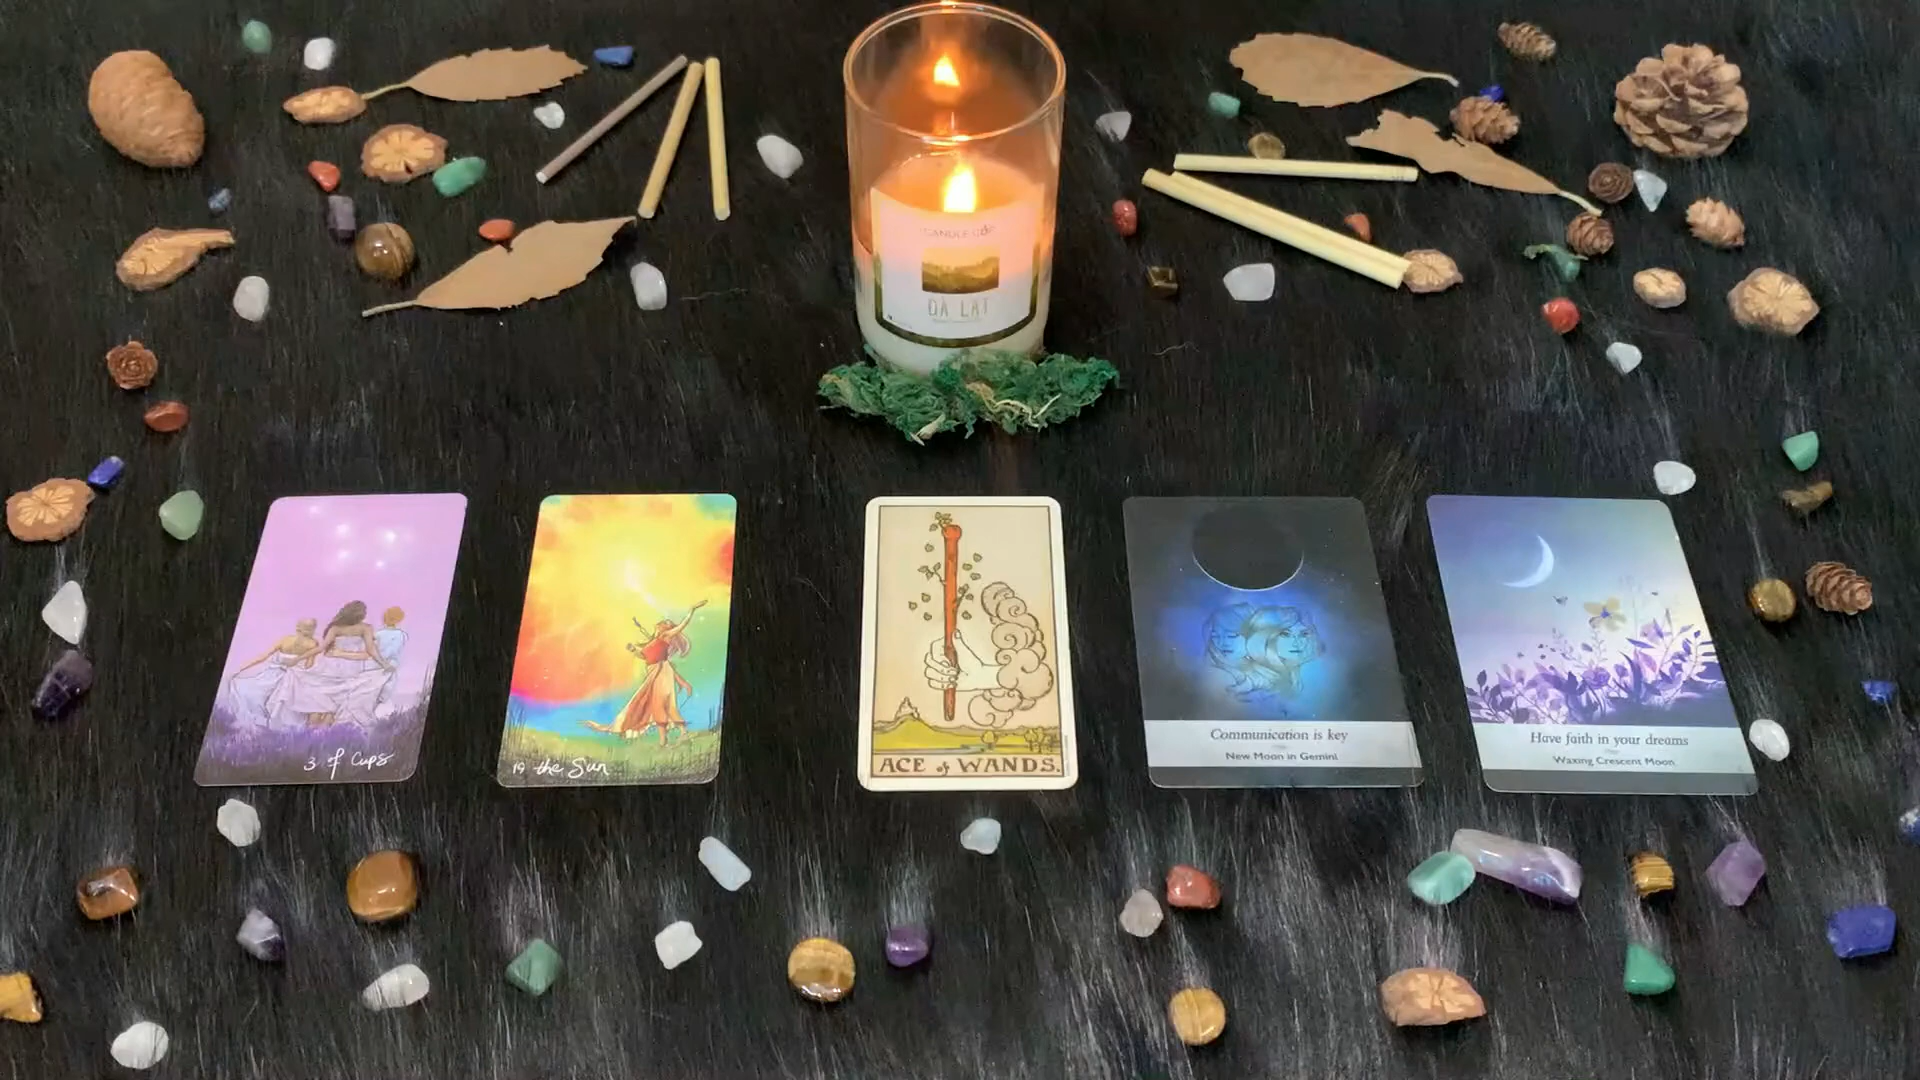 CANDLE CUP
ĐÀ LẠT
3 of Cups
19 the Sun
ACE of WANDS.
Communication is key
New Moon in Gemini
Have faith in your dreams
Waxing Crescent Moon